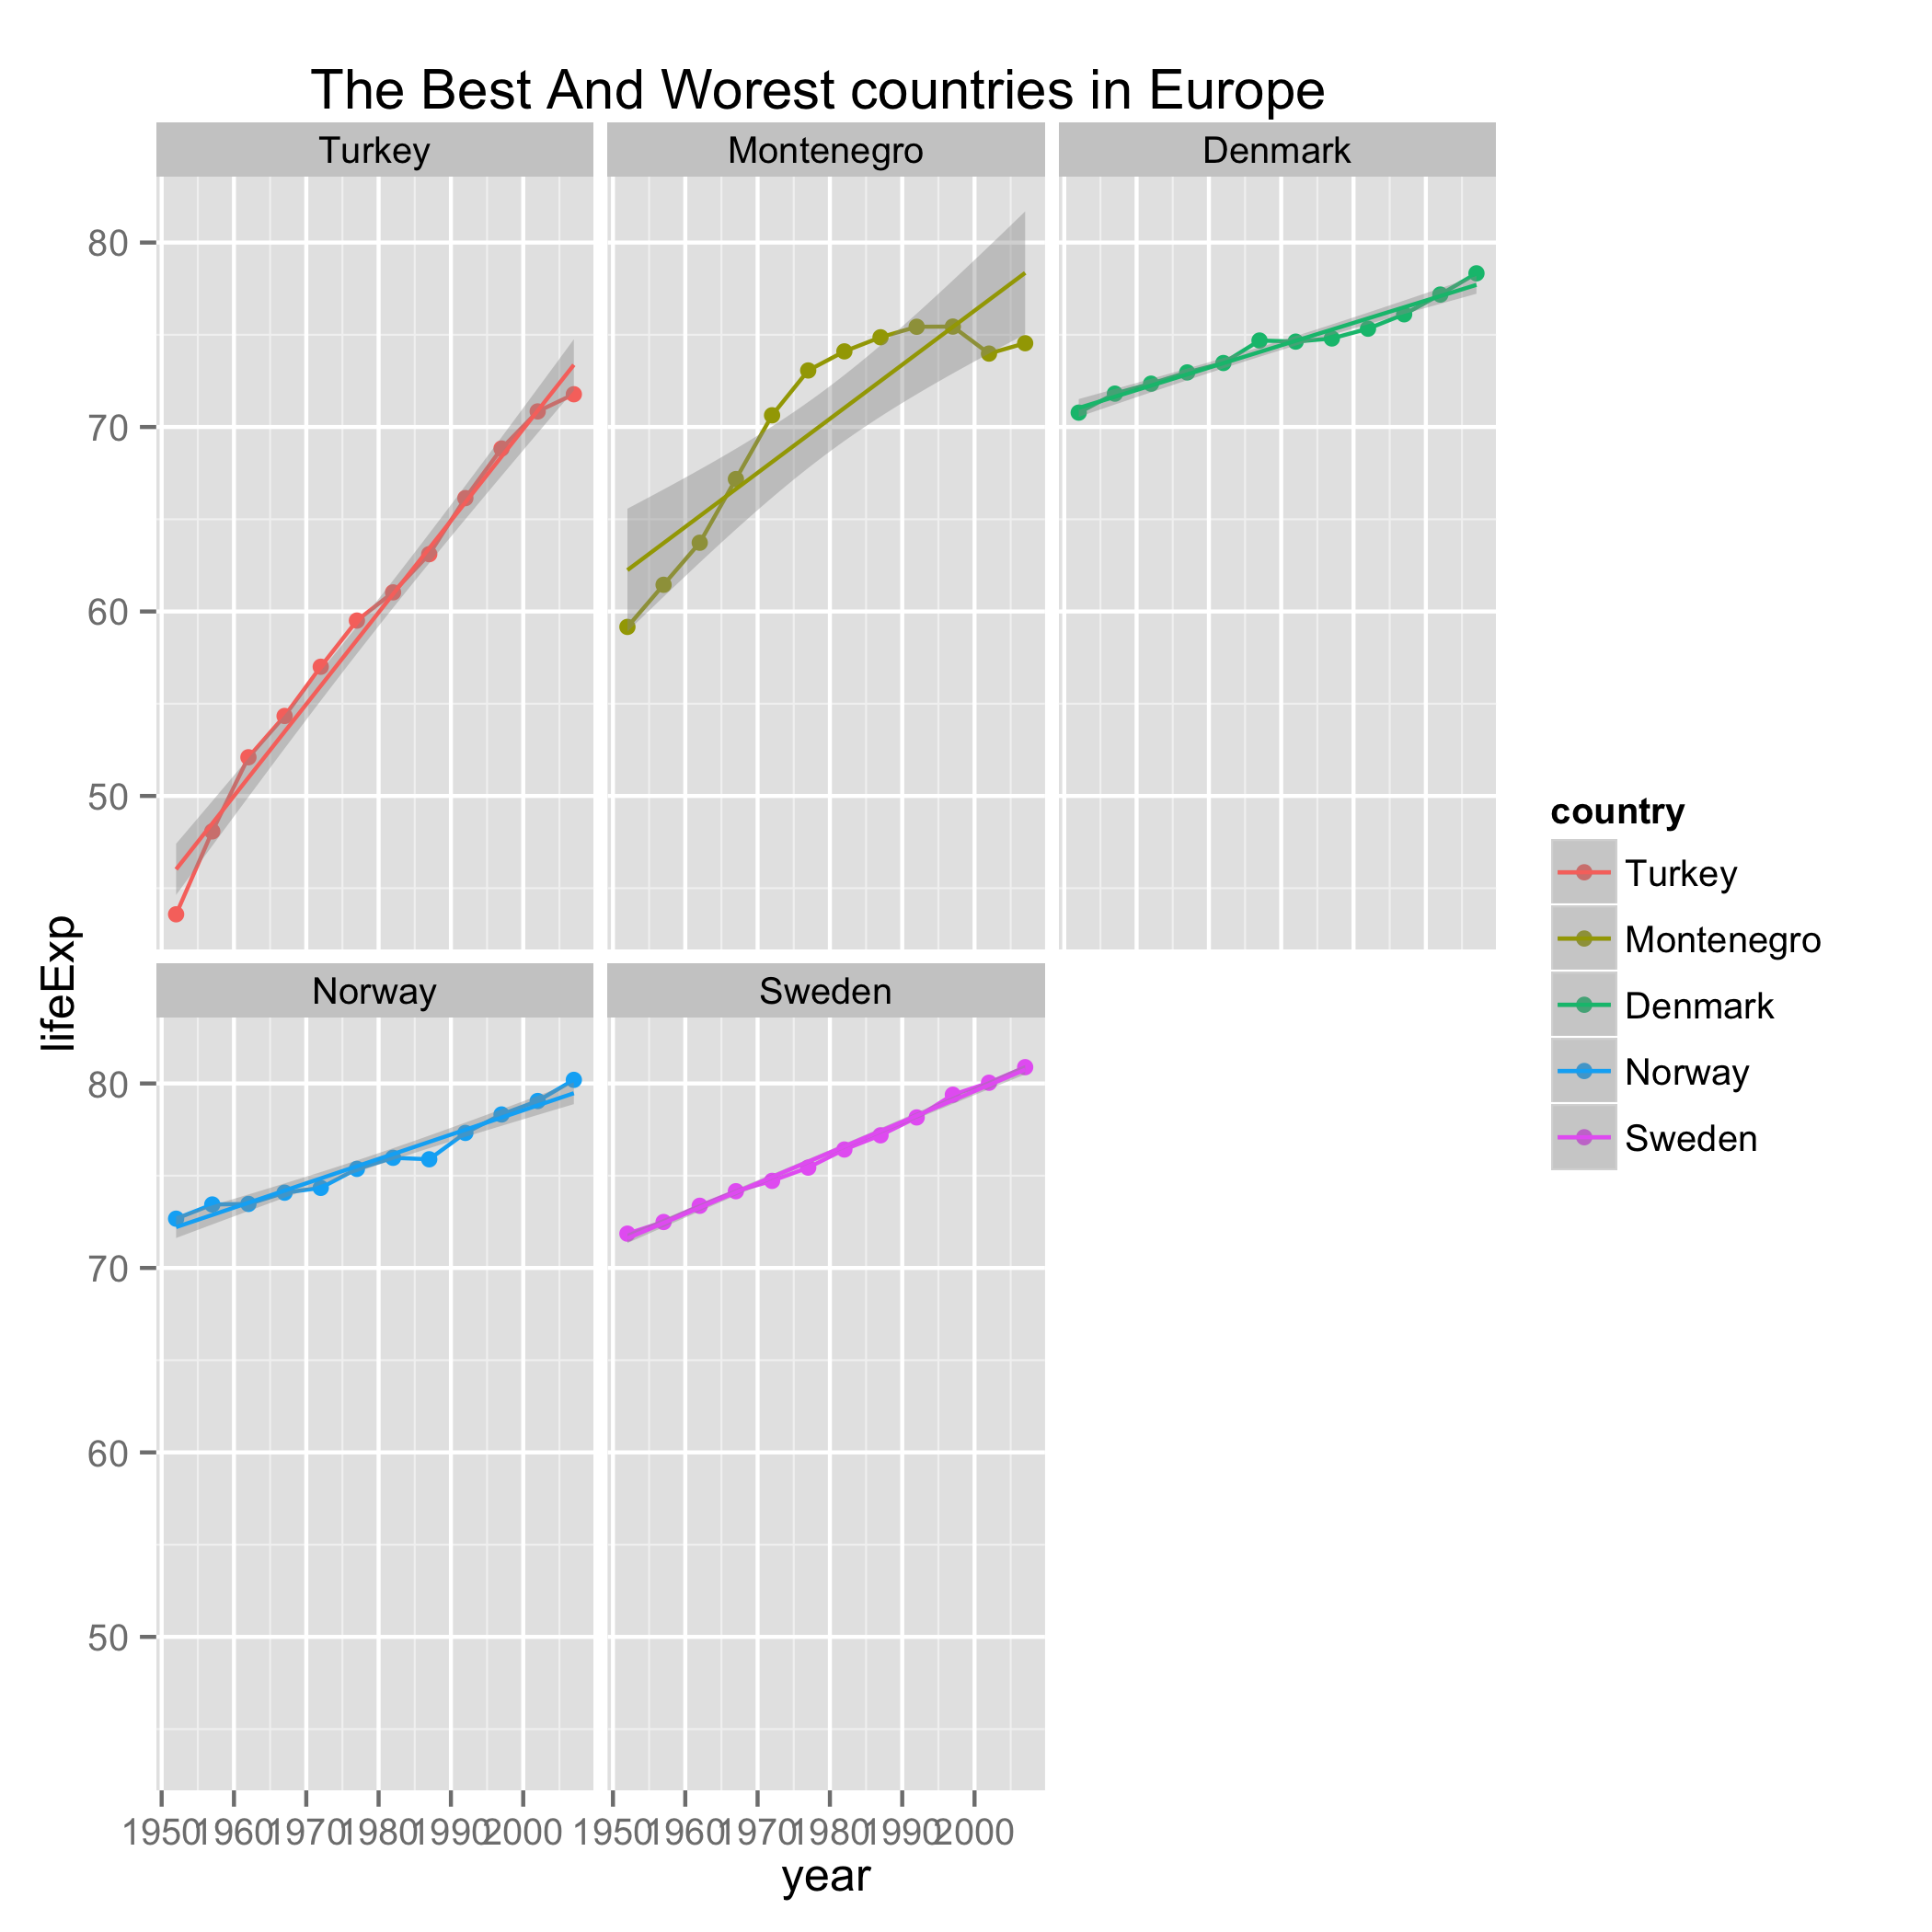 The Best And Worest countries in Europe
Turkey
Montenegro
Denmark
80
70
60
50
Norway
Sweden
80
70
60
50
1950 1960 1970 1980 1990 2000
1950 1960 1970 1980 1990 2000
year
lifeExp
country
Turkey
Montenegro
Denmark
Norway
Sweden